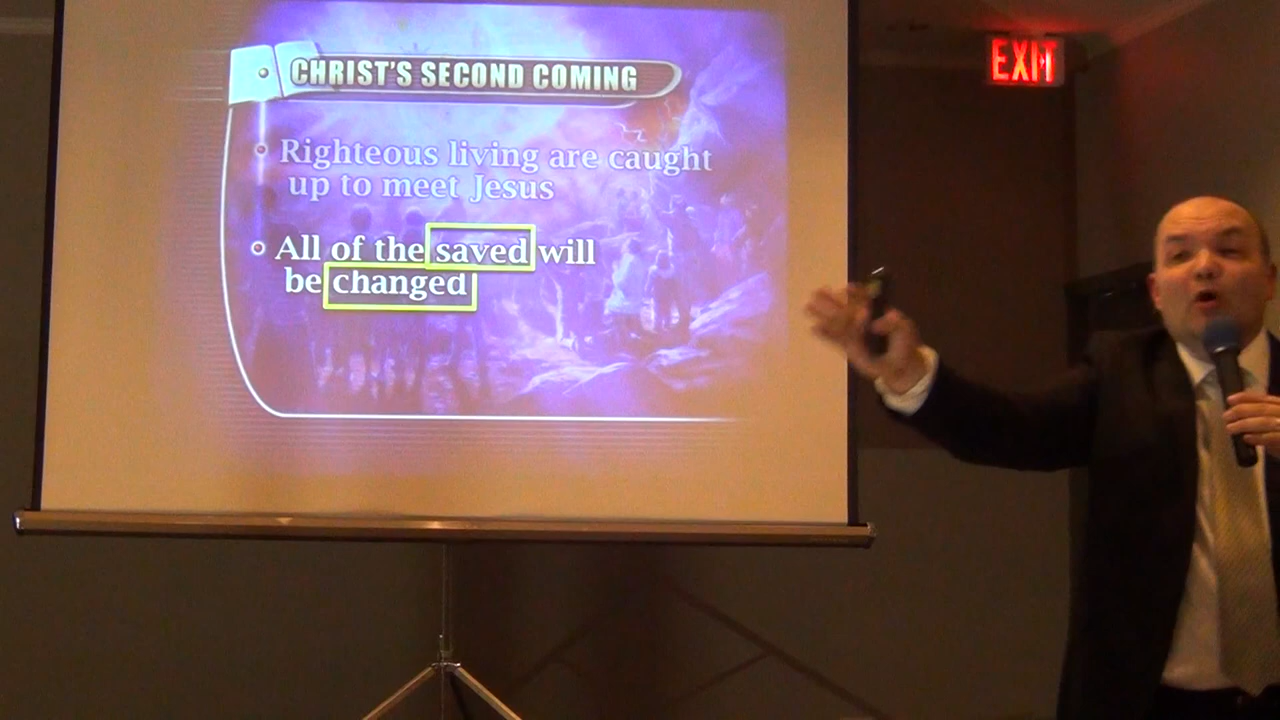 CHRIST'S SECOND COMING
Righteous living are caught
up to meet Jesus
All of the saved will
be changed
EXIT